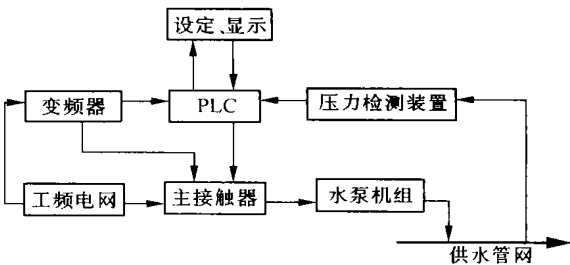 设定、显示
变频器
PLC
压力检测装置
工频电网
主接触器
水泵机组
供水管网